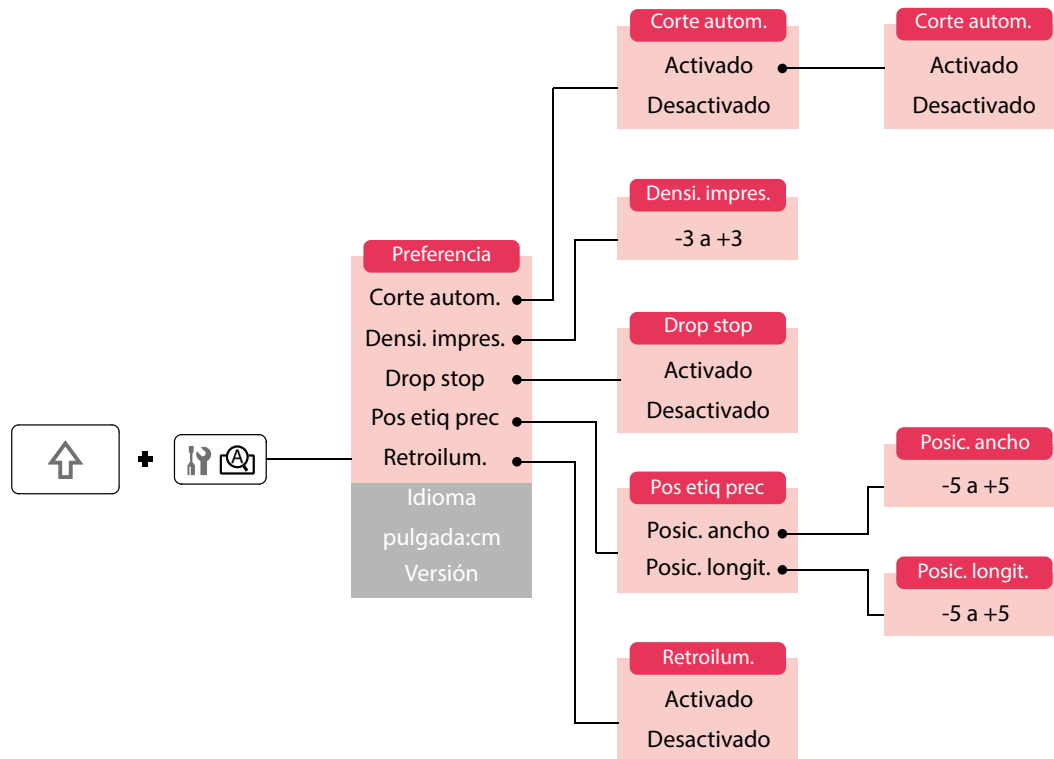 Preferencia
Corte autom.
Densi. impres.
Drop stop
Pos etiq prec
Retroilum.
Idioma
pulgada:cm
Versión
Corte autom.
Activado
Desactivado
Corte autom.
Activado
Desactivado
Densi. impres.
-3 a +3
Drop stop
Activado
Desactivado
Pos etiq prec
Posic. ancho
Posic. longit.
Posic. ancho
-5 a +5
Posic. longit.
-5 a +5
Retroilum.
Activado
Desactivado
+
A